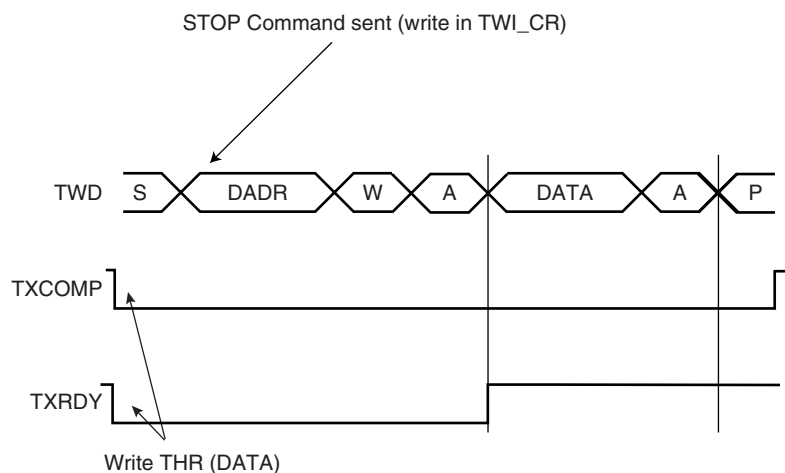 STOP Command sent (write in TWI_CR)
TWD S DADR W A DATA A P
TXCOMP
TXRDY
Write THR (DATA)